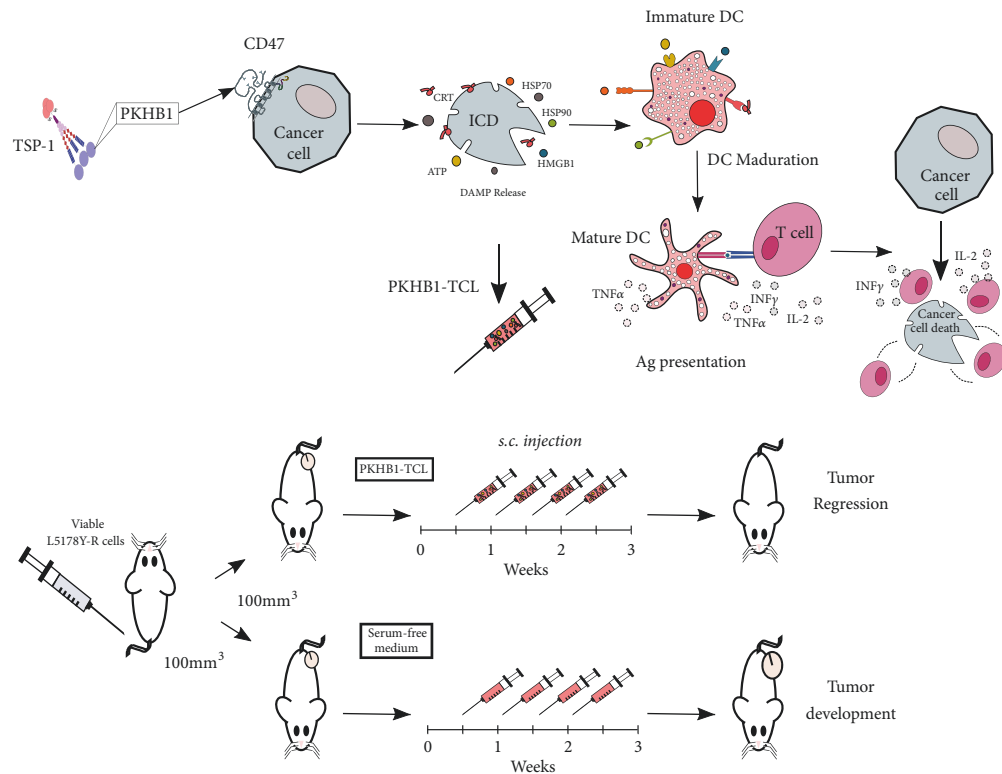 Immature DC
CD47
HSP70
CRT
PKHB1
HSP90
TSP-1
Cancer
cell
ICD
HMGB1
ATP
DAMP Release
DC Maduration
Cancer
cell
Mature DC
T cell
PKHB1-TCL
TNFα
INFγ
TNFα
IL-2
IL-2
INFγ
Cancer
cell death
Ag presentation
s.c. injection
PKHB1-TCL
Tumor
Regression
Viable
L5178Y-R cells
0 1 2 3
Weeks
100mm³
100mm³
Serum-free
medium
Tumor
development
0 1 2 3
Weeks